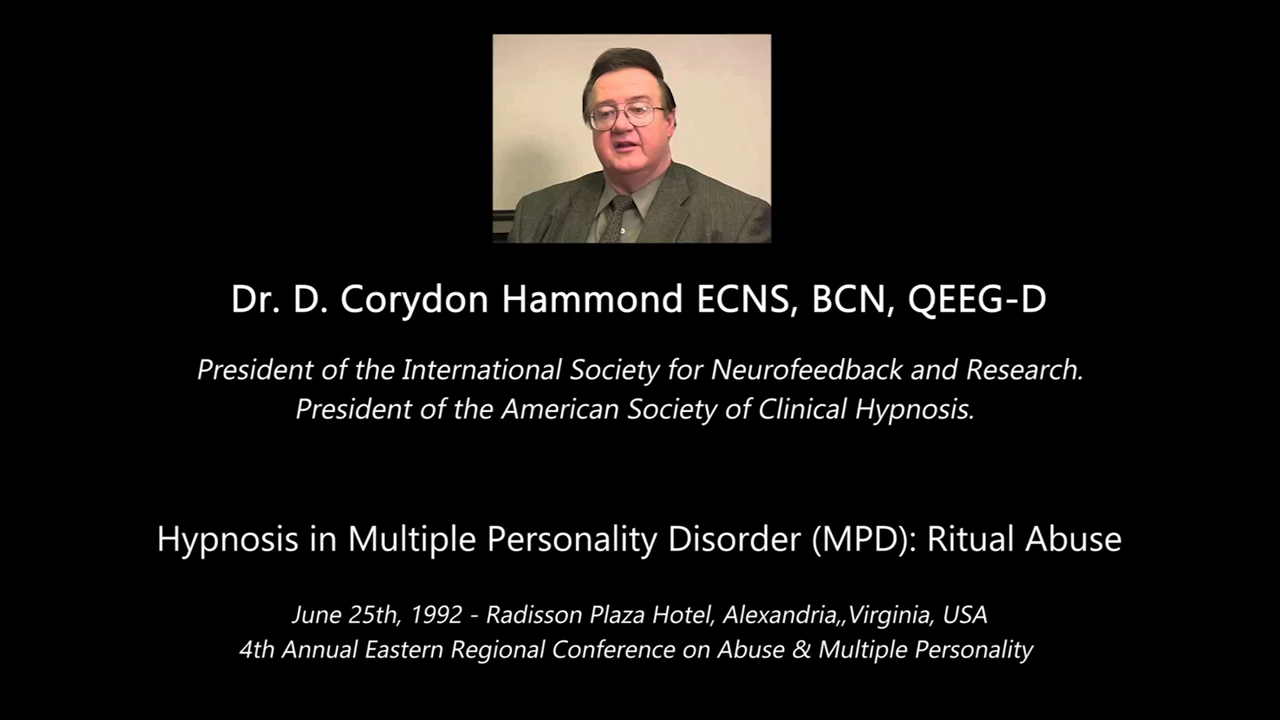 Dr. D. Corydon Hammond ECNS, BCN, QEEG-D
President of the International Society for Neurofeedback and Research.
President of the American Society of Clinical Hypnosis.
Hypnosis in Multiple Personality Disorder (MPD): Ritual Abuse
June 25th, 1992 - Radisson Plaza Hotel, Alexandria,,Virginia, USA
4th Annual Eastern Regional Conference on Abuse & Multiple Personality